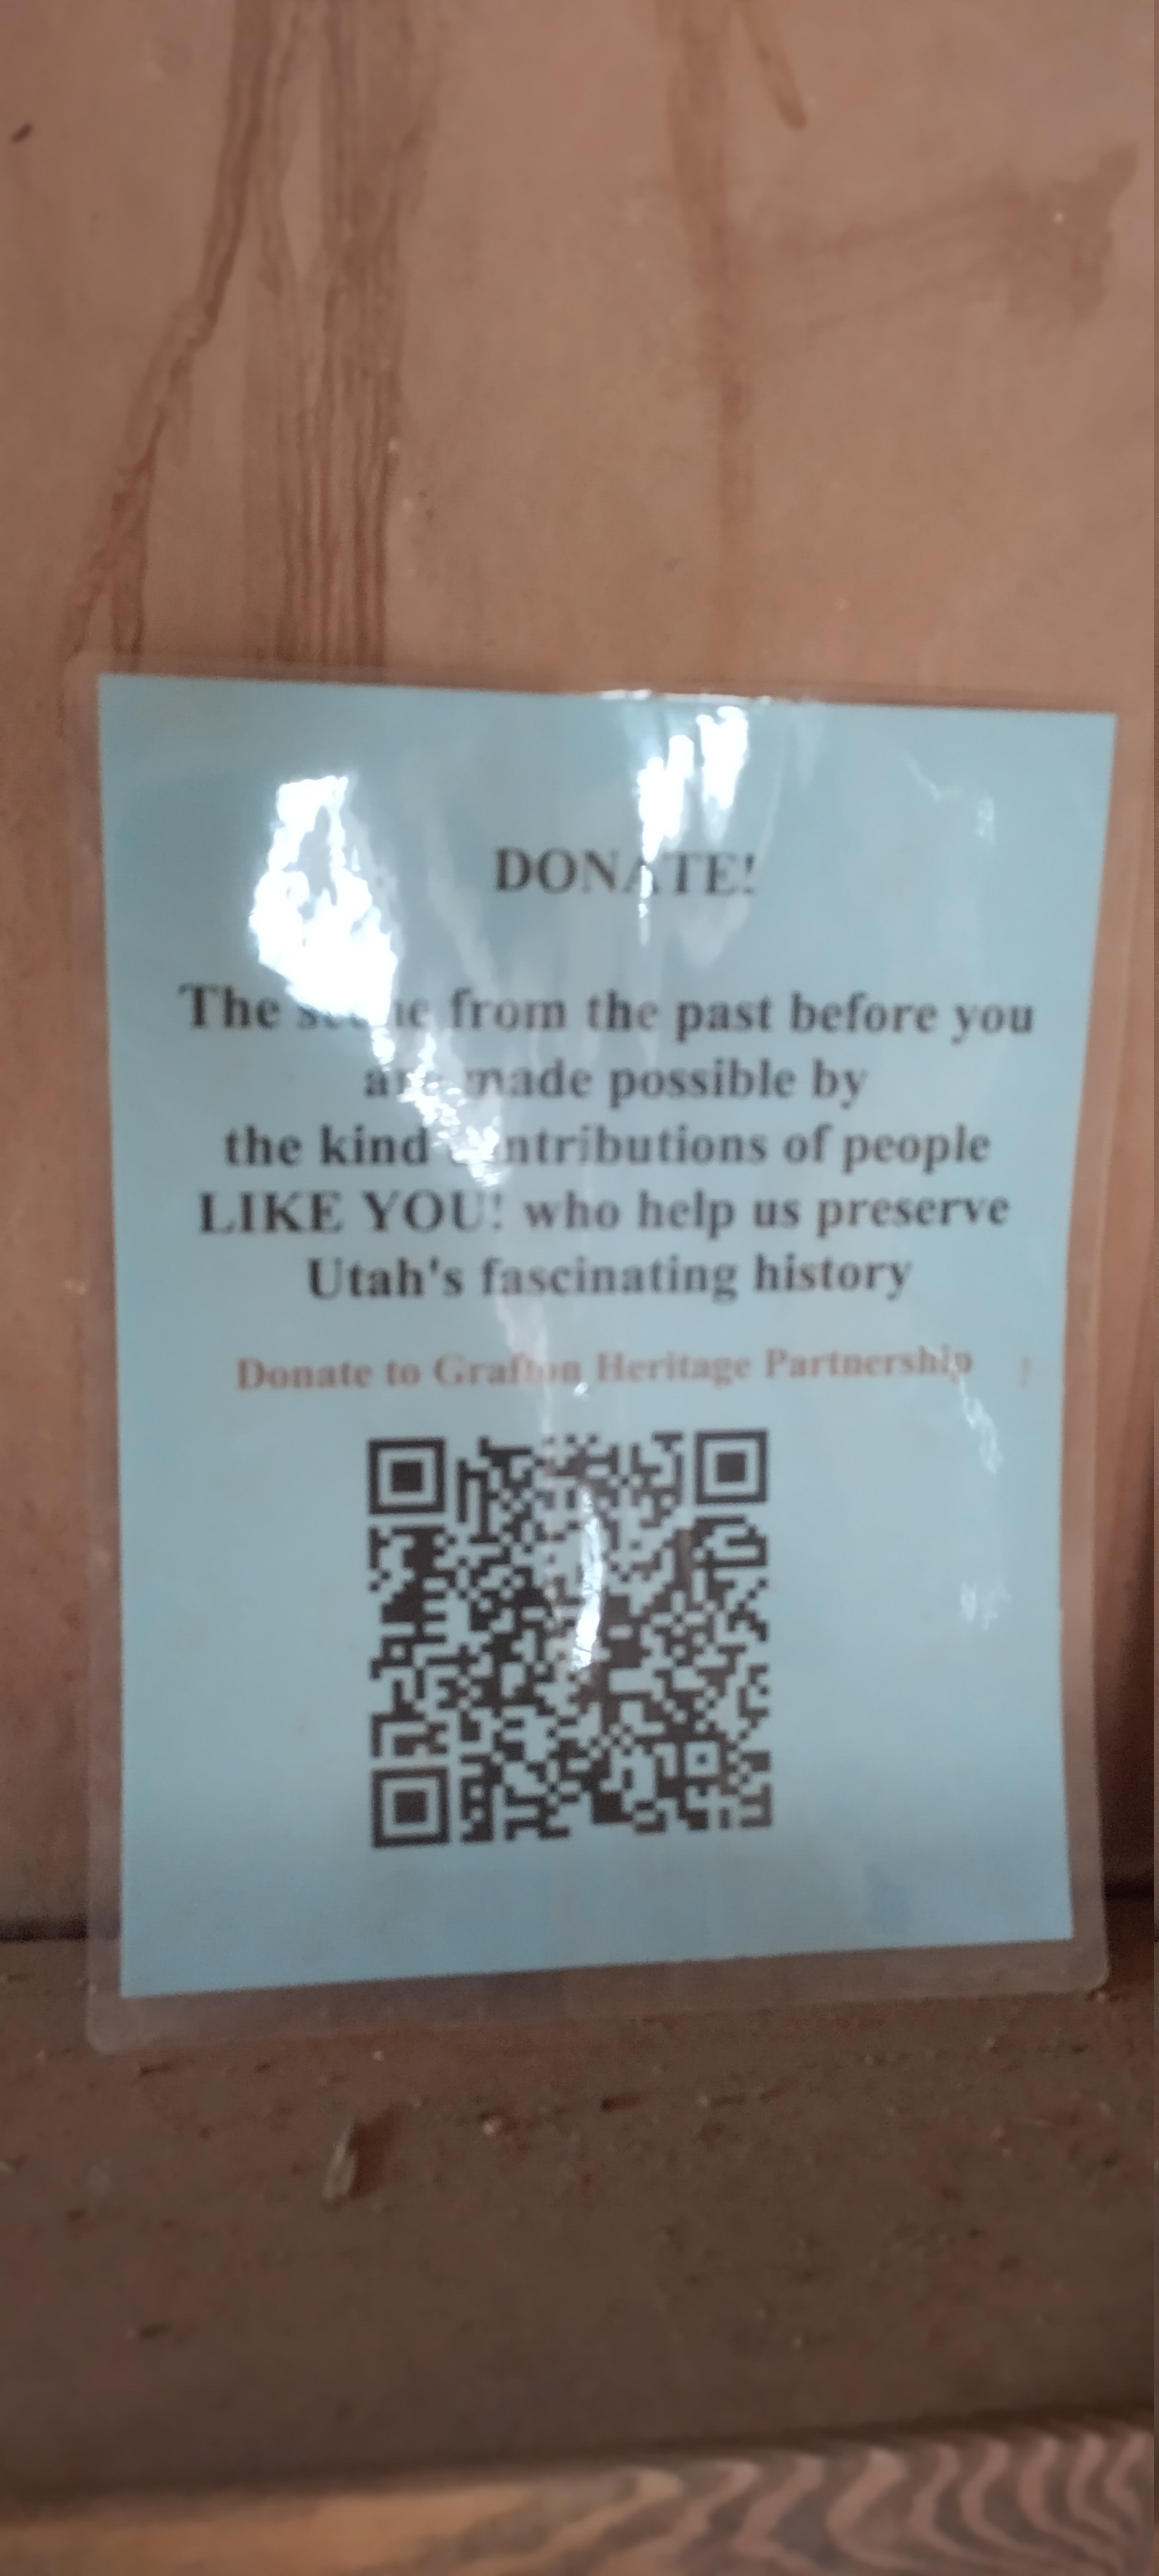 DONATE!
The scene from the past before you
are made possible by
the kind contributions of people
LIKE YOU! who help us preserve
Utah's fascinating history
Donate to Grafton Heritage Partnership !